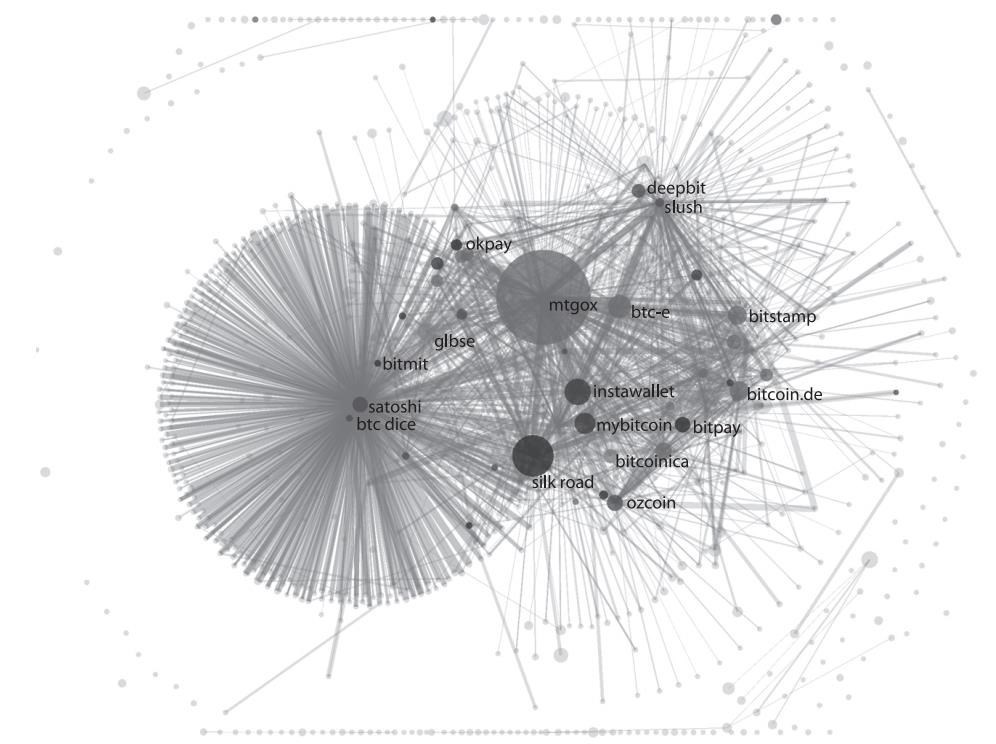 deepbit
slush
okpay
mtgox
btc-e
bitstamp
glbse
bitmit
instawallet
bitcoin.de
satoshi
btc dice
mybitcoin
bitpay
bitcoinica
silk road
ozcoin